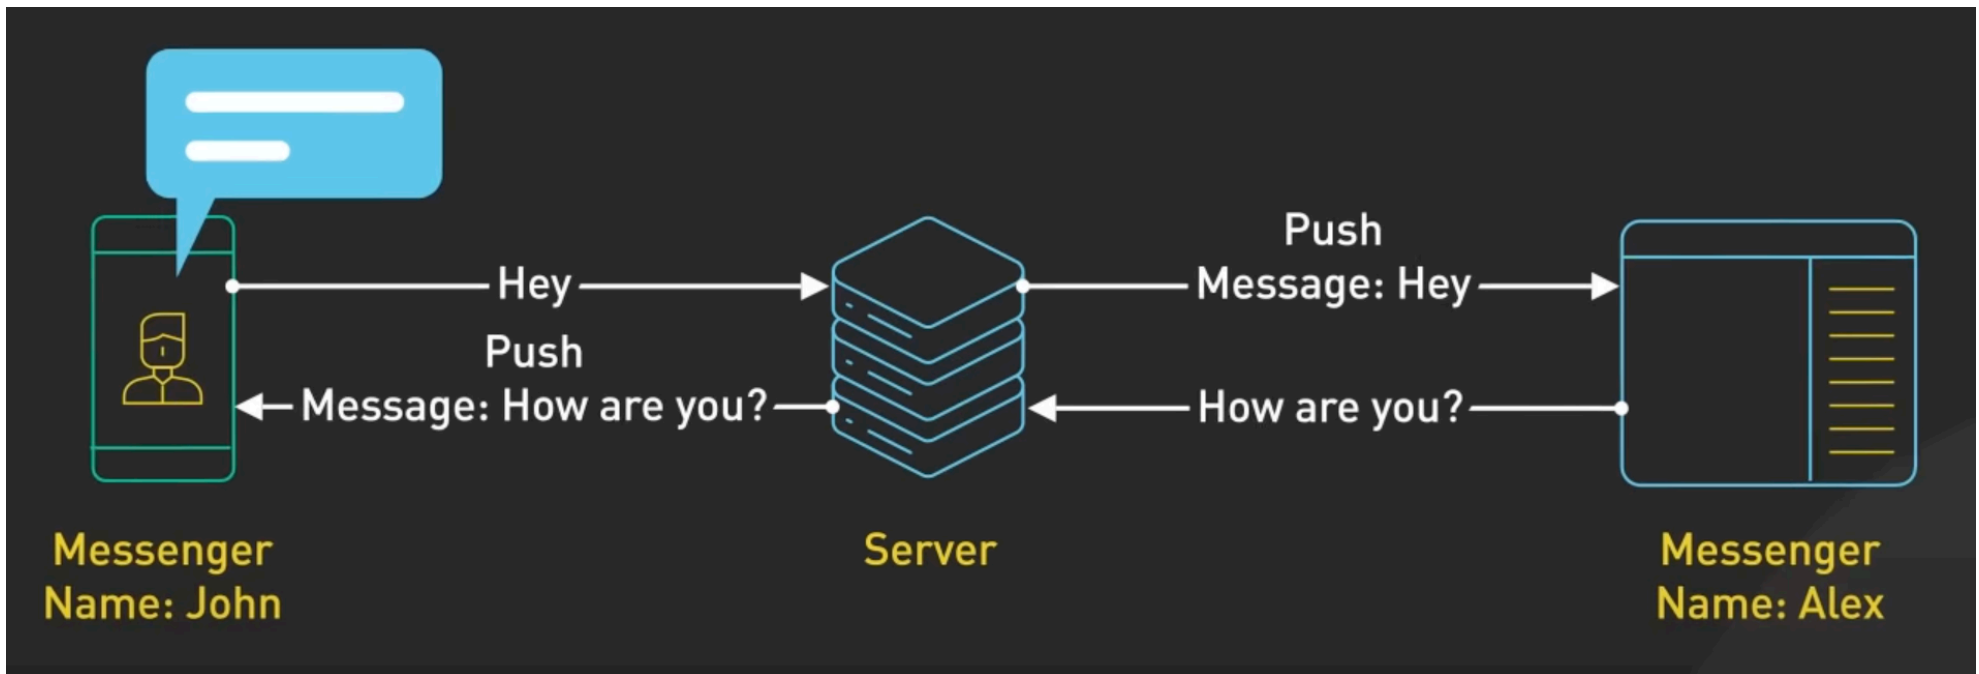 Hey
Push
Message: Hey
Push
Message: How are you?
How are you?
Messenger
Name: John
Server
Messenger
Name: Alex